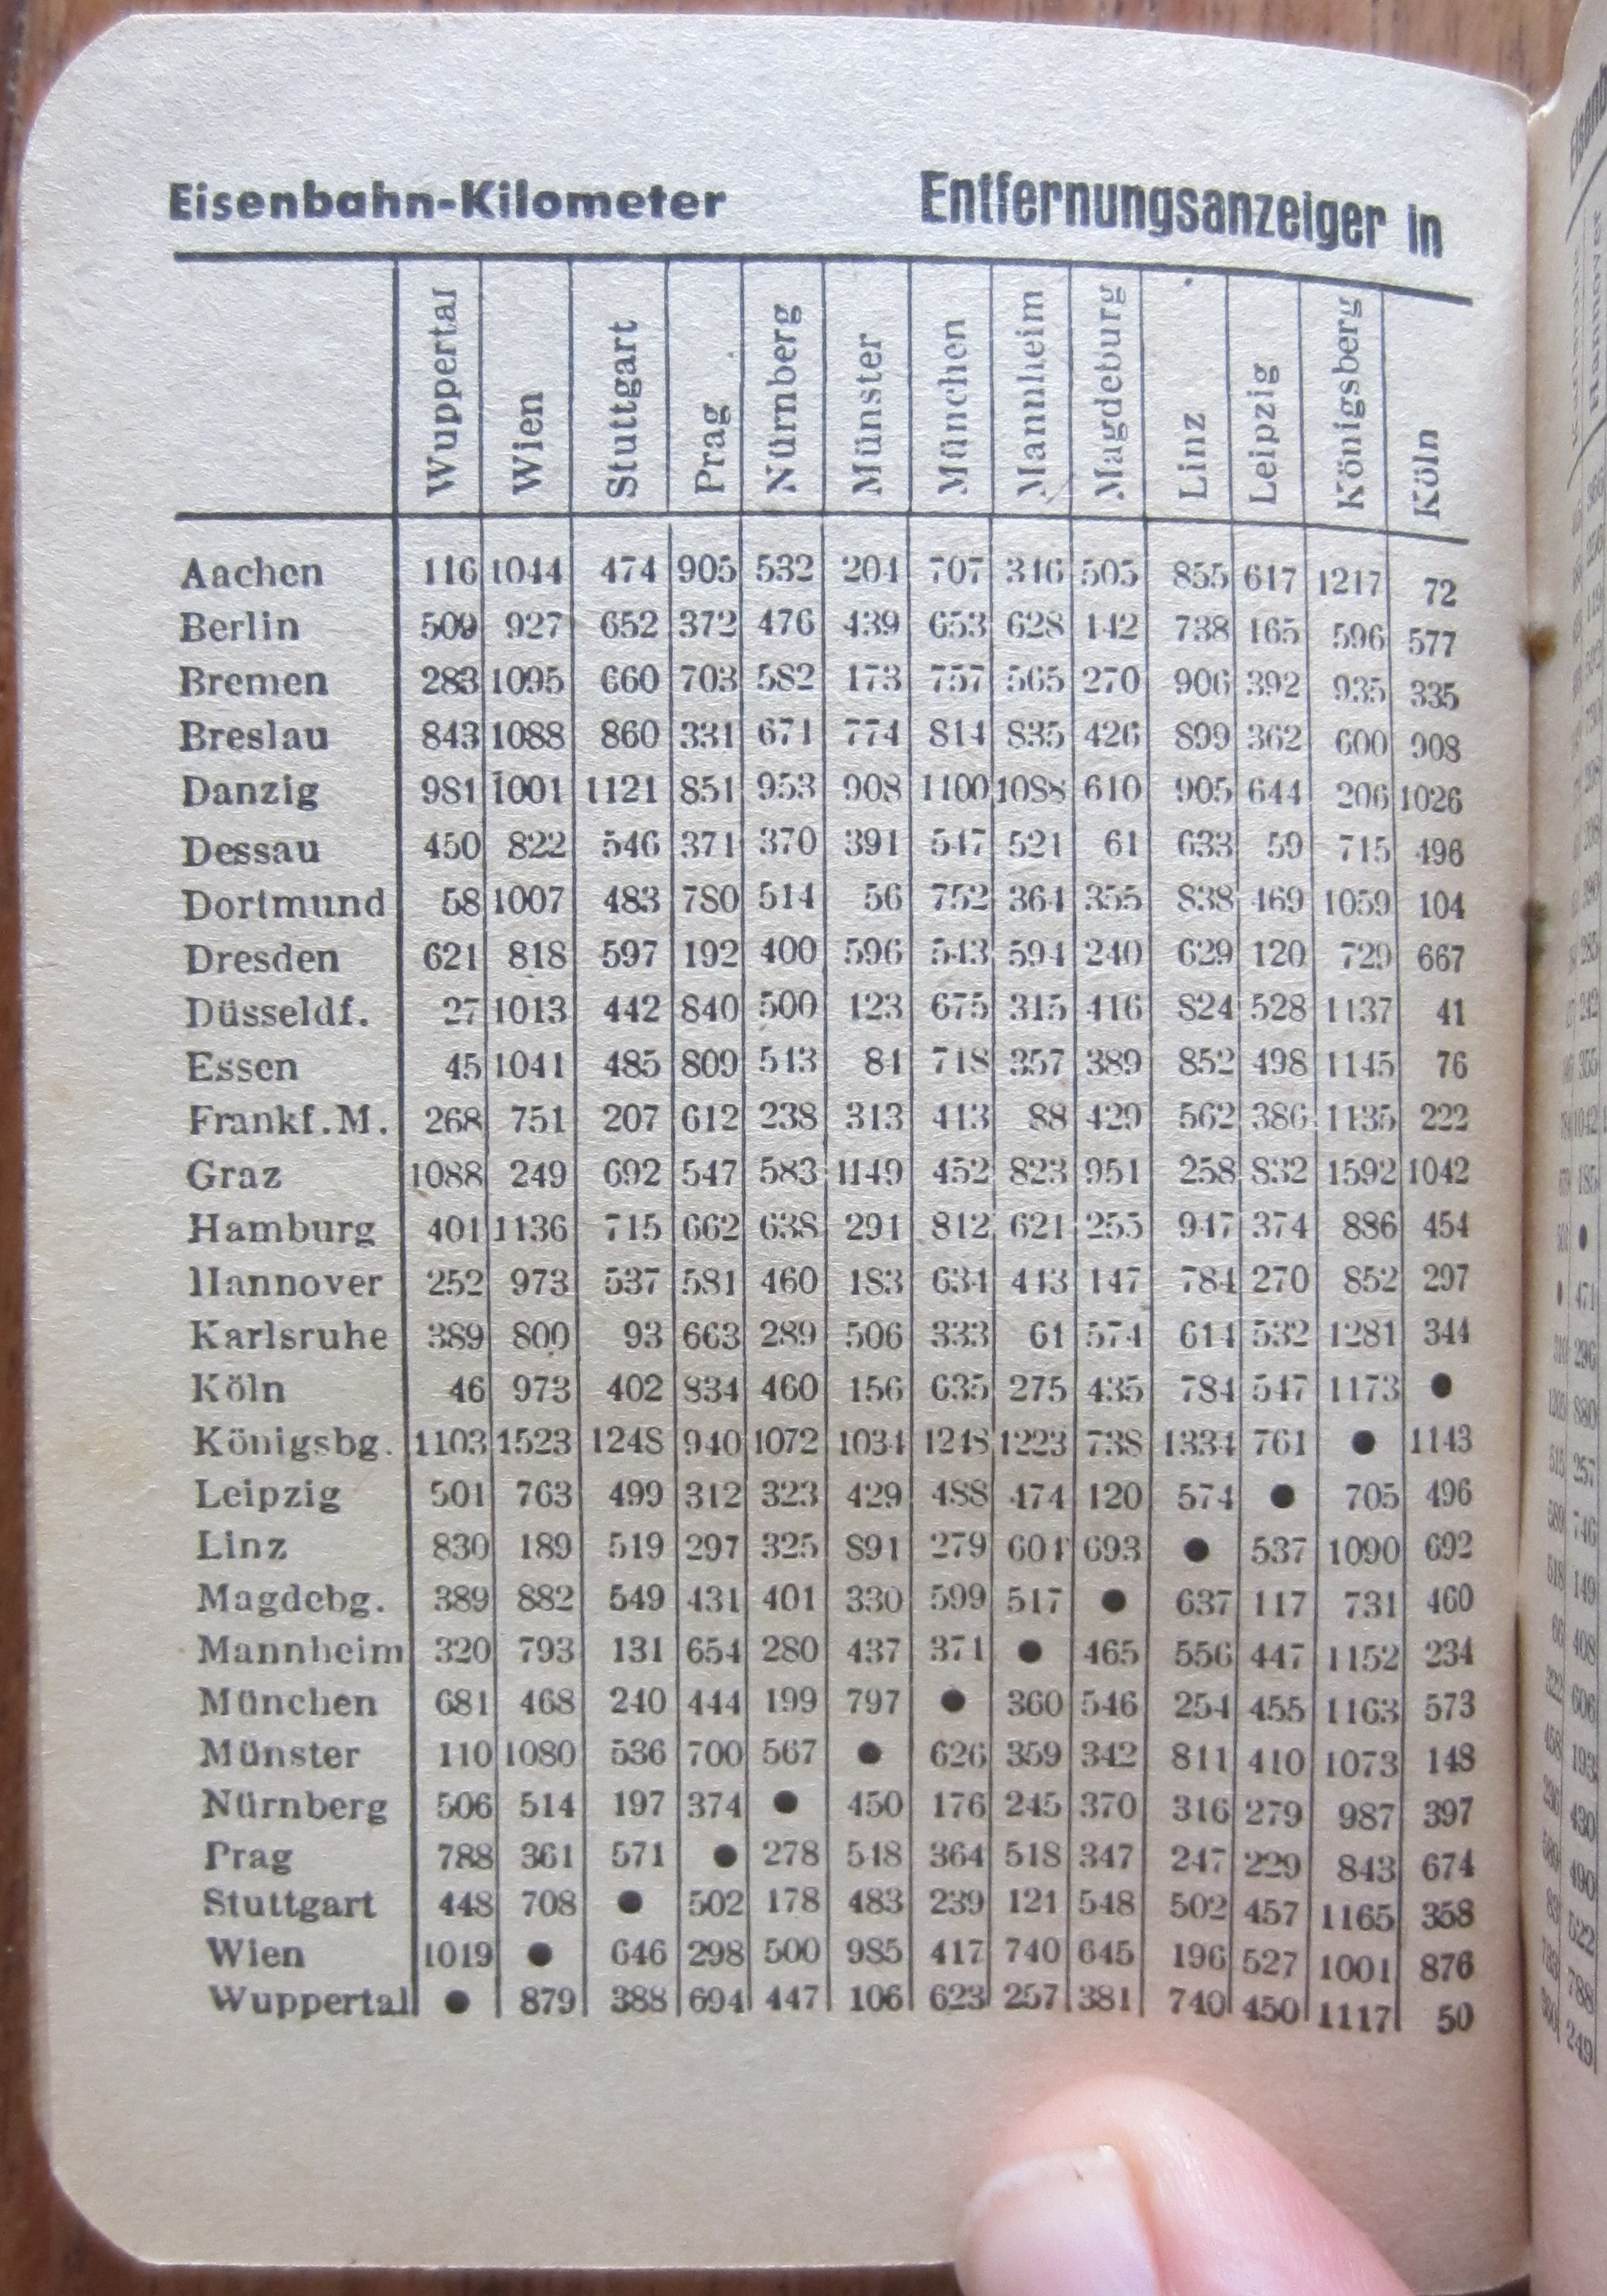 Eisenbahn-Kilometer Entfernungsanzeiger in
Wuppertal Wien Stuttgart Prag Nürnberg Münster München Mannheim Magdeburg Linz Leipzig Königsberg Köln
Aachen 116 1044 474 905 532 204 707 346 505 855 617 1217 72
Berlin 509 927 652 372 476 439 653 628 142 738 165 596 577
Bremen 283 1095 660 703 582 173 757 565 270 906 392 935 335
Breslau 843 1088 860 331 671 774 814 835 426 899 362 600 908
Danzig 981 1001 1121 851 953 908 1100 1088 610 905 644 206 1026
Dessau 450 822 546 371 370 391 547 521 61 633 59 715 496
Dortmund 58 1007 483 780 514 56 752 364 355 838 469 1059 104
Dresden 621 818 597 192 400 596 543 594 240 629 120 729 667
Düsseldf. 27 1013 442 840 500 123 675 315 416 824 528 1137 41
Essen 45 1041 485 809 543 84 718 357 389 852 498 1145 76
Frankf.M. 268 751 207 612 238 313 413 88 429 562 386 1135 222
Graz 1088 249 692 547 583 1149 452 823 951 258 832 1592 1042
Hamburg 401 1136 715 662 638 291 812 621 255 947 374 886 454
Hannover 252 973 537 581 460 183 634 443 147 784 270 852 297
Karlsruhe 389 800 93 663 289 506 333 61 574 614 532 1281 344
Köln 46 973 402 834 460 156 635 275 435 784 547 1173 ●
Königsbg. 1103 1523 1248 940 1072 1034 1248 1223 738 1334 761 ● 1143
Leipzig 501 763 499 312 323 429 488 474 120 574 ● 705 496
Linz 830 189 519 297 325 891 279 604 693 ● 537 1090 692
Magdebg. 389 882 549 431 401 330 599 517 ● 637 117 731 460
Mannheim 320 793 131 654 280 437 371 ● 465 556 447 1152 234
München 681 468 240 444 199 797 ● 360 546 254 455 1163 573
Münster 110 1080 536 700 567 ● 626 359 342 811 410 1073 148
Nürnberg 506 514 197 374 ● 450 176 245 370 316 279 987 397
Prag 788 361 571 ● 278 548 364 518 347 247 229 843 674
Stuttgart 448 708 ● 502 178 483 239 121 548 502 457 1165 358
Wien 1019 ● 646 298 500 985 417 740 645 196 527 1001 876
Wuppertal ● 879 388 694 447 106 623 257 381 740 450 1117 50